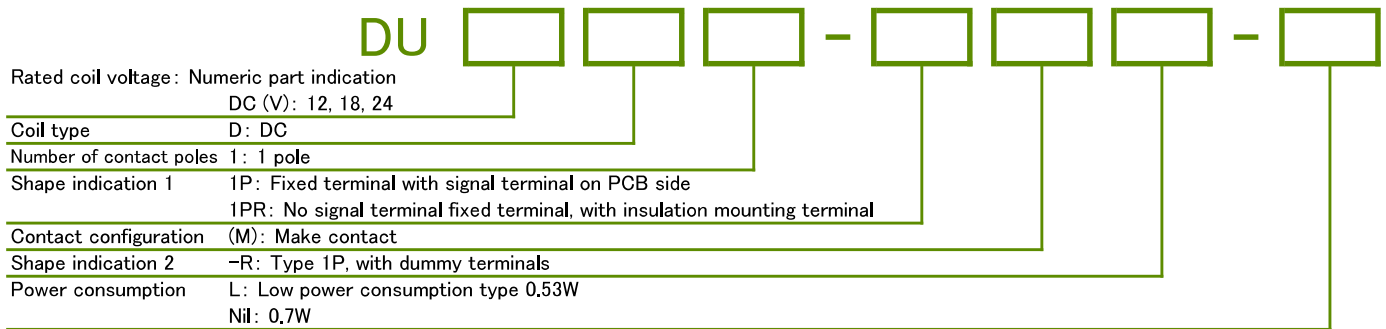 DU - -
Rated coil voltage: Numeric part indication
DC (V): 12, 18, 24
Coil type D: DC
Number of contact poles 1: 1 pole
Shape indication 1 1P: Fixed terminal with signal terminal on PCB side
1PR: No signal terminal fixed terminal, with insulation mounting terminal
Contact configuration (M): Make contact
Shape indication 2 -R: Type 1P, with dummy terminals
Power consumption L: Low power consumption type 0.53W
Nil: 0.7W